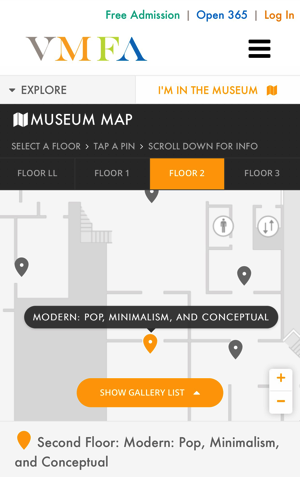 Free Admission | Open 365 | Log In
VMFA
EXPLORE
I'M IN THE MUSEUM
MUSEUM MAP
SELECT A FLOOR > TAP A PIN > SCROLL DOWN FOR INFO
FLOOR LL FLOOR 1 FLOOR 2 FLOOR 3
MODERN: POP, MINIMALISM, AND CONCEPTUAL
+
SHOW GALLERY LIST
−
Second Floor: Modern: Pop, Minimalism,
and Conceptual